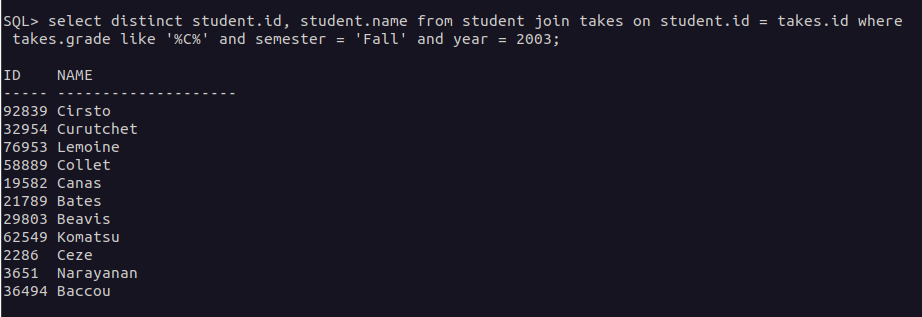 SQL> select distinct student.id, student.name from student join takes on student.id = takes.id where
 takes.grade like '%C%' and semester = 'Fall' and year = 2003;

ID    NAME
----- --------------------
92839 Cirsto
32954 Curutchet
76953 Lemoine
58889 Collet
19582 Canas
21789 Bates
29803 Beavis
62549 Komatsu
2286  Ceze
3651  Narayanan
36494 Baccou